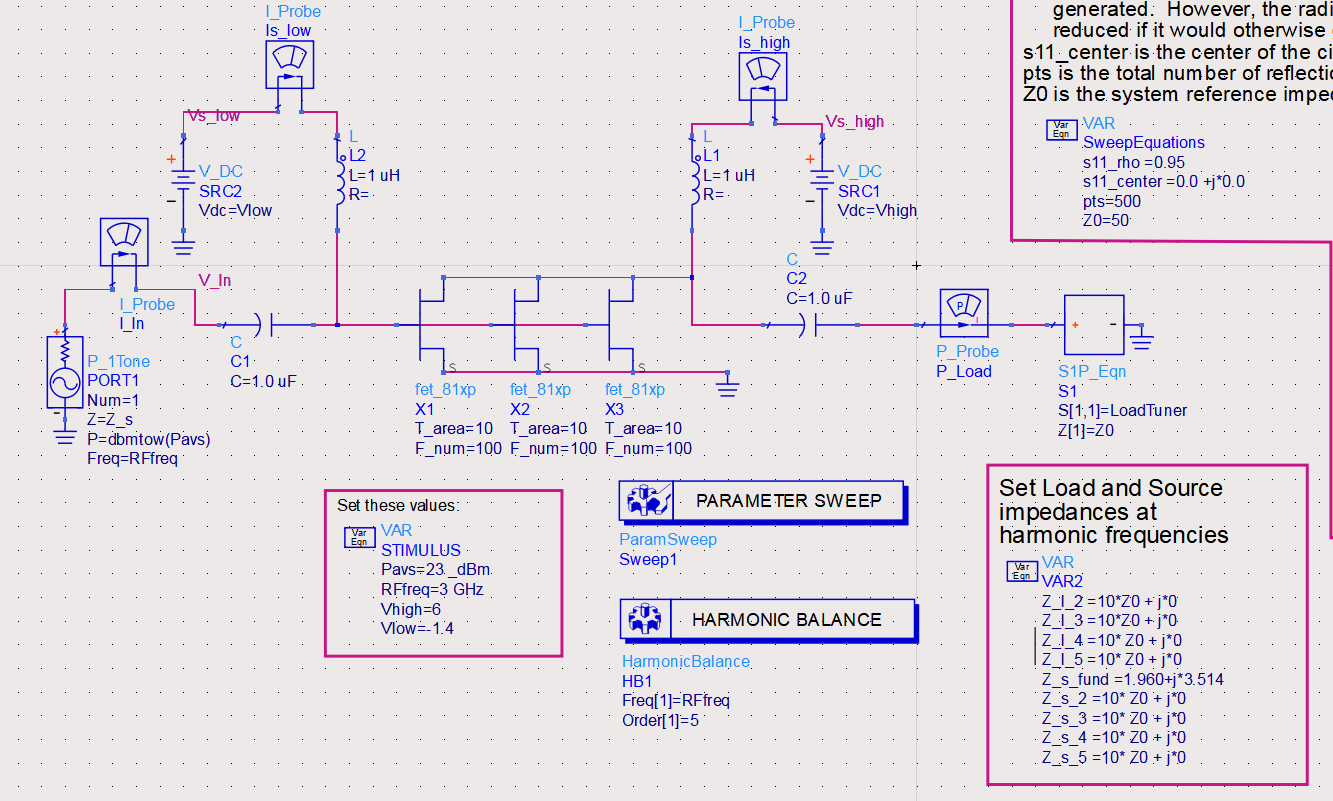 I_Probe
Is_low
I_Probe
Is_high
generated. However, the radi
reduced if it would otherwise
s11_center is the center of the ci
pts is the total number of reflecti
Z0 is the system reference impe
Var
Eqn
VAR
SweepEquations
s11_rho =0.95
s11_center =0.0 +j*0.0
pts=500
Z0=50
Vs_low
Vs_high
+
V_DC
SRC2
Vdc=Vlow
-
L
L2
L=1 uH
R=
L
L1
L=1 uH
R=
+
V_DC
SRC1
Vdc=Vhigh
-
V_In
I_Probe
I_In
+
P_1Tone
PORT1
Num=1
Z=Z_s
P=dbmtow(Pavs)
Freq=RFfreq
-
C
C1
C=1.0 uF
C
C2
C=1.0 uF
S
S
S
fet_81xp
X1
T_area=10
F_num=100
fet_81xp
X2
T_area=10
F_num=100
fet_81xp
X3
T_area=10
F_num=100
P
I
P_Probe
P_Load
+
-
S1P_Eqn
S1
S[1,1]=LoadTuner
Z[1]=Z0
Set these values:
Var
Eqn
VAR
STIMULUS
Pavs=23 _dBm
RFfreq=3 GHz
Vhigh=6
Vlow=-1.4
PARAMETER SWEEP
ParamSweep
Sweep1
HARMONIC BALANCE
HarmonicBalance
HB1
Freq[1]=RFfreq
Order[1]=5
Set Load and Source
impedances at
harmonic frequencies
Var
Eqn
VAR
VAR2
Z_l_2 =10*Z0 + j*0
Z_l_3 =10*Z0 + j*0
Z_l_4 =10* Z0 + j*0
Z_l_5 =10* Z0 + j*0
Z_s_fund =1.960+j*3.514
Z_s_2 =10* Z0 + j*0
Z_s_3 =10* Z0 + j*0
Z_s_4 =10* Z0 + j*0
Z_s_5 =10* Z0 + j*0